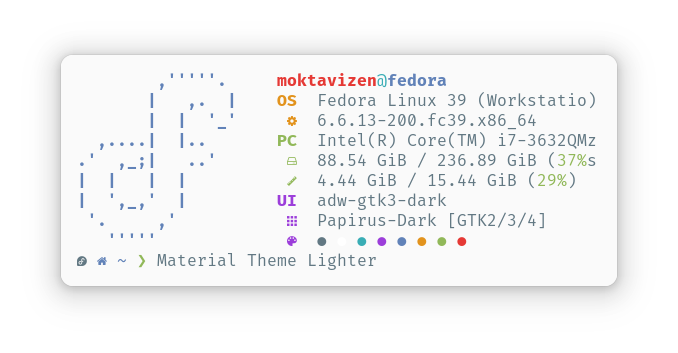 moktavizen@fedora
OS Fedora Linux 39 (Workstatio)
6.6.13-200.fc39.x86_64
PC Intel(R) Core(TM) i7-3632QMz
88.54 GiB / 236.89 GiB (37%s
4.44 GiB / 15.44 GiB (29%)
UI adw-gtk3-dark
Papirus-Dark [GTK2/3/4]
~ ❯ Material Theme Lighter